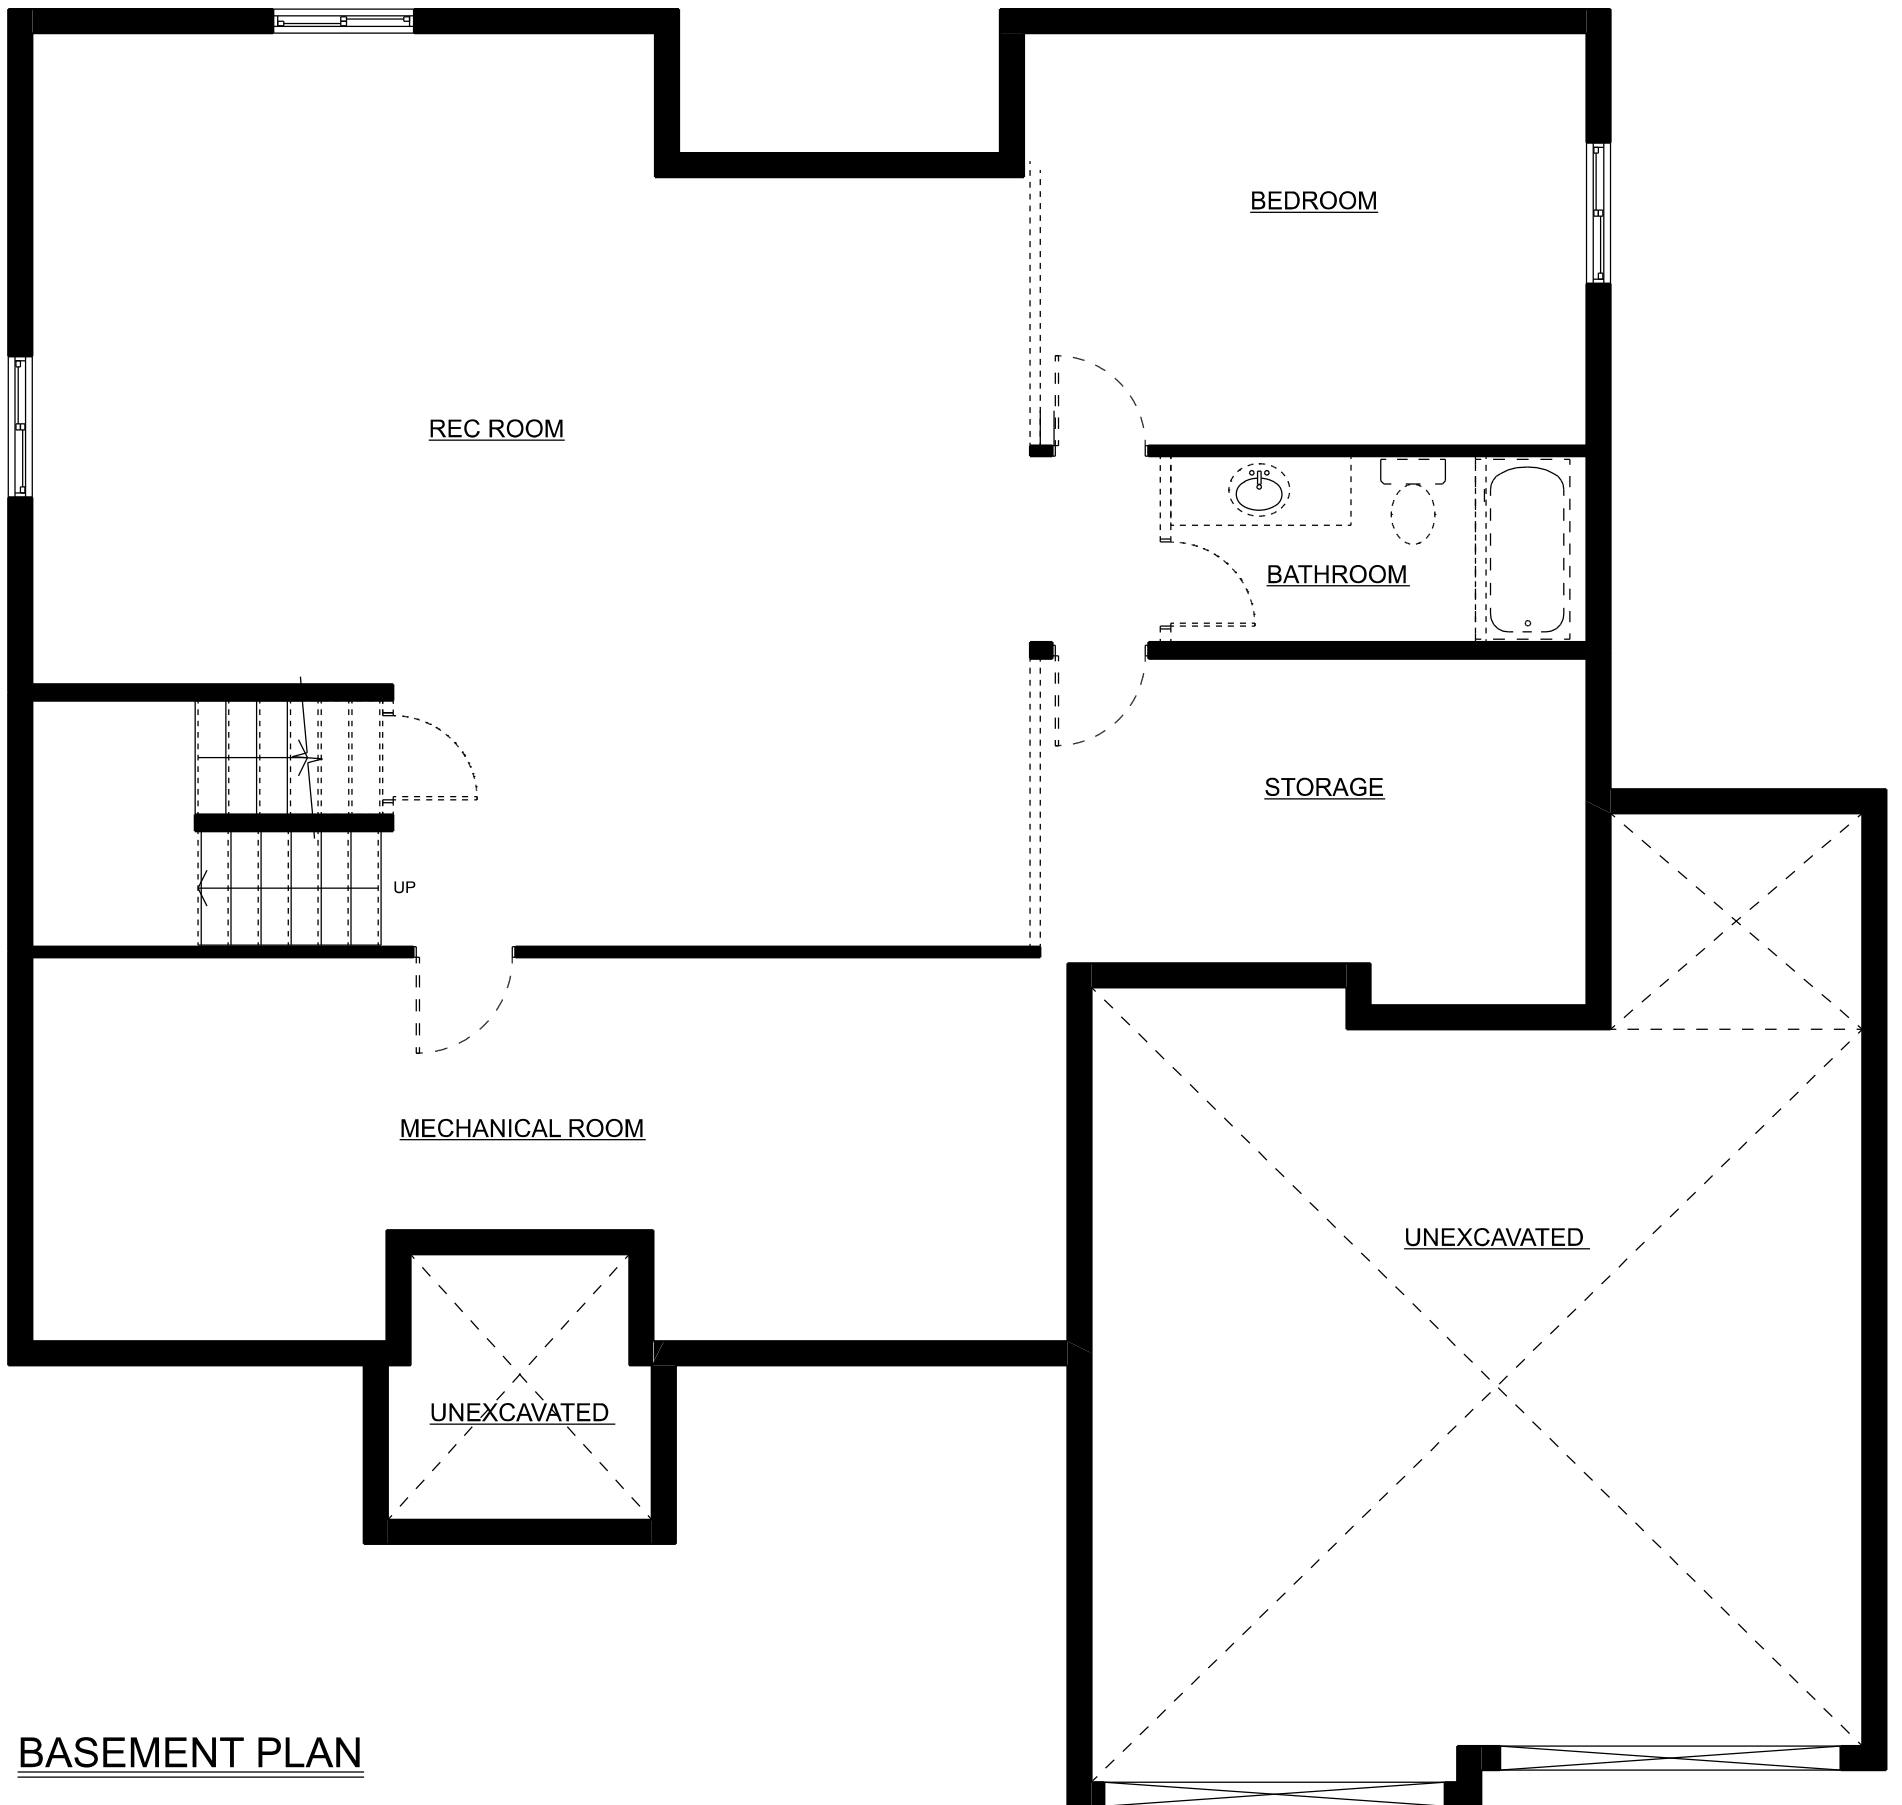 BEDROOM
REC ROOM
BATHROOM
STORAGE
UP
MECHANICAL ROOM
UNEXCAVATED
UNEXCAVATED
BASEMENT PLAN